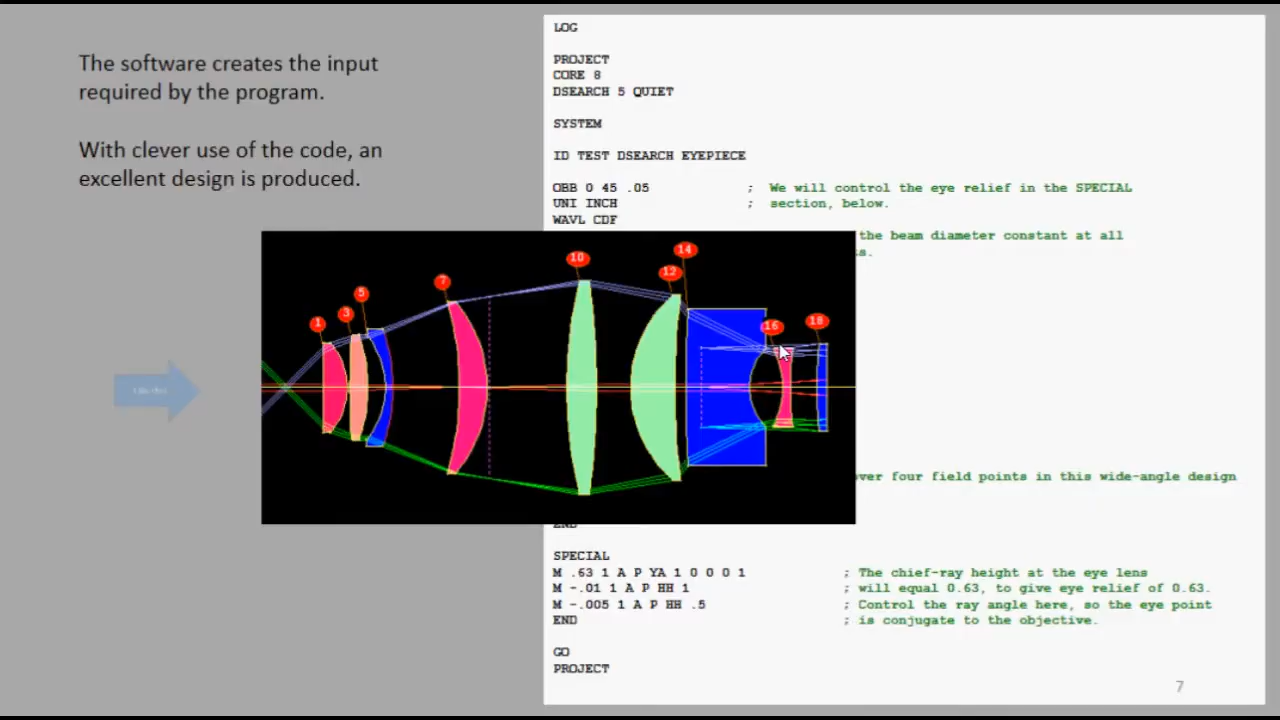 The software creates the input
required by the program.
With clever use of the code, an
excellent design is produced.
LOG
PROJECT
CORE 8
DSEARCH 5 QUIET
SYSTEM
ID TEST DSEARCH EYEPIECE
OBB 0 45 .05 ; We will control the eye relief in the SPECIAL
UNI INCH ; section, below.
WAVL CDF
the beam diameter constant at all
1 3 5 7 10 12 14 16 18
over four field points in this wide-angle design
END
SPECIAL
M .63 1 A P YA 1 0 0 0 1 ; The chief-ray height at the eye lens
M -.01 1 A P HH 1 ; will equal 0.63, to give eye relief of 0.63.
M -.005 1 A P HH .5 ; Control the ray angle here, so the eye point
END ; is conjugate to the objective.
GO
PROJECT
7